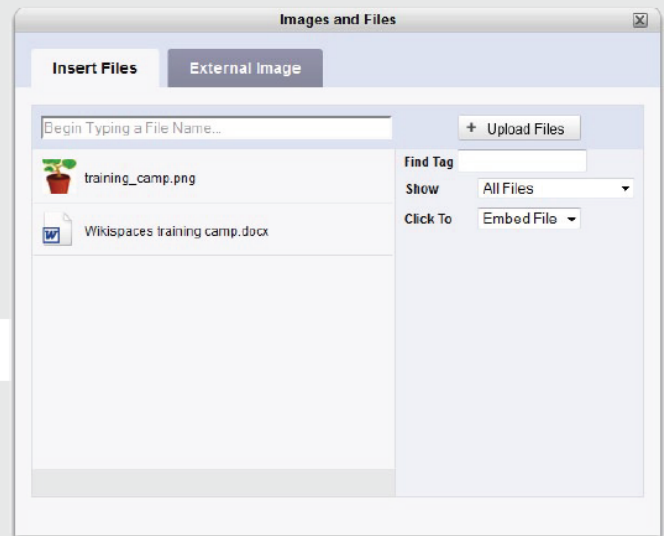 Images and Files
Insert Files
External Image
Begin Typing a File Name...
+ Upload Files
training_camp.png
Wikispaces training camp.docx
Find Tag
Show All Files
Click To Embed File